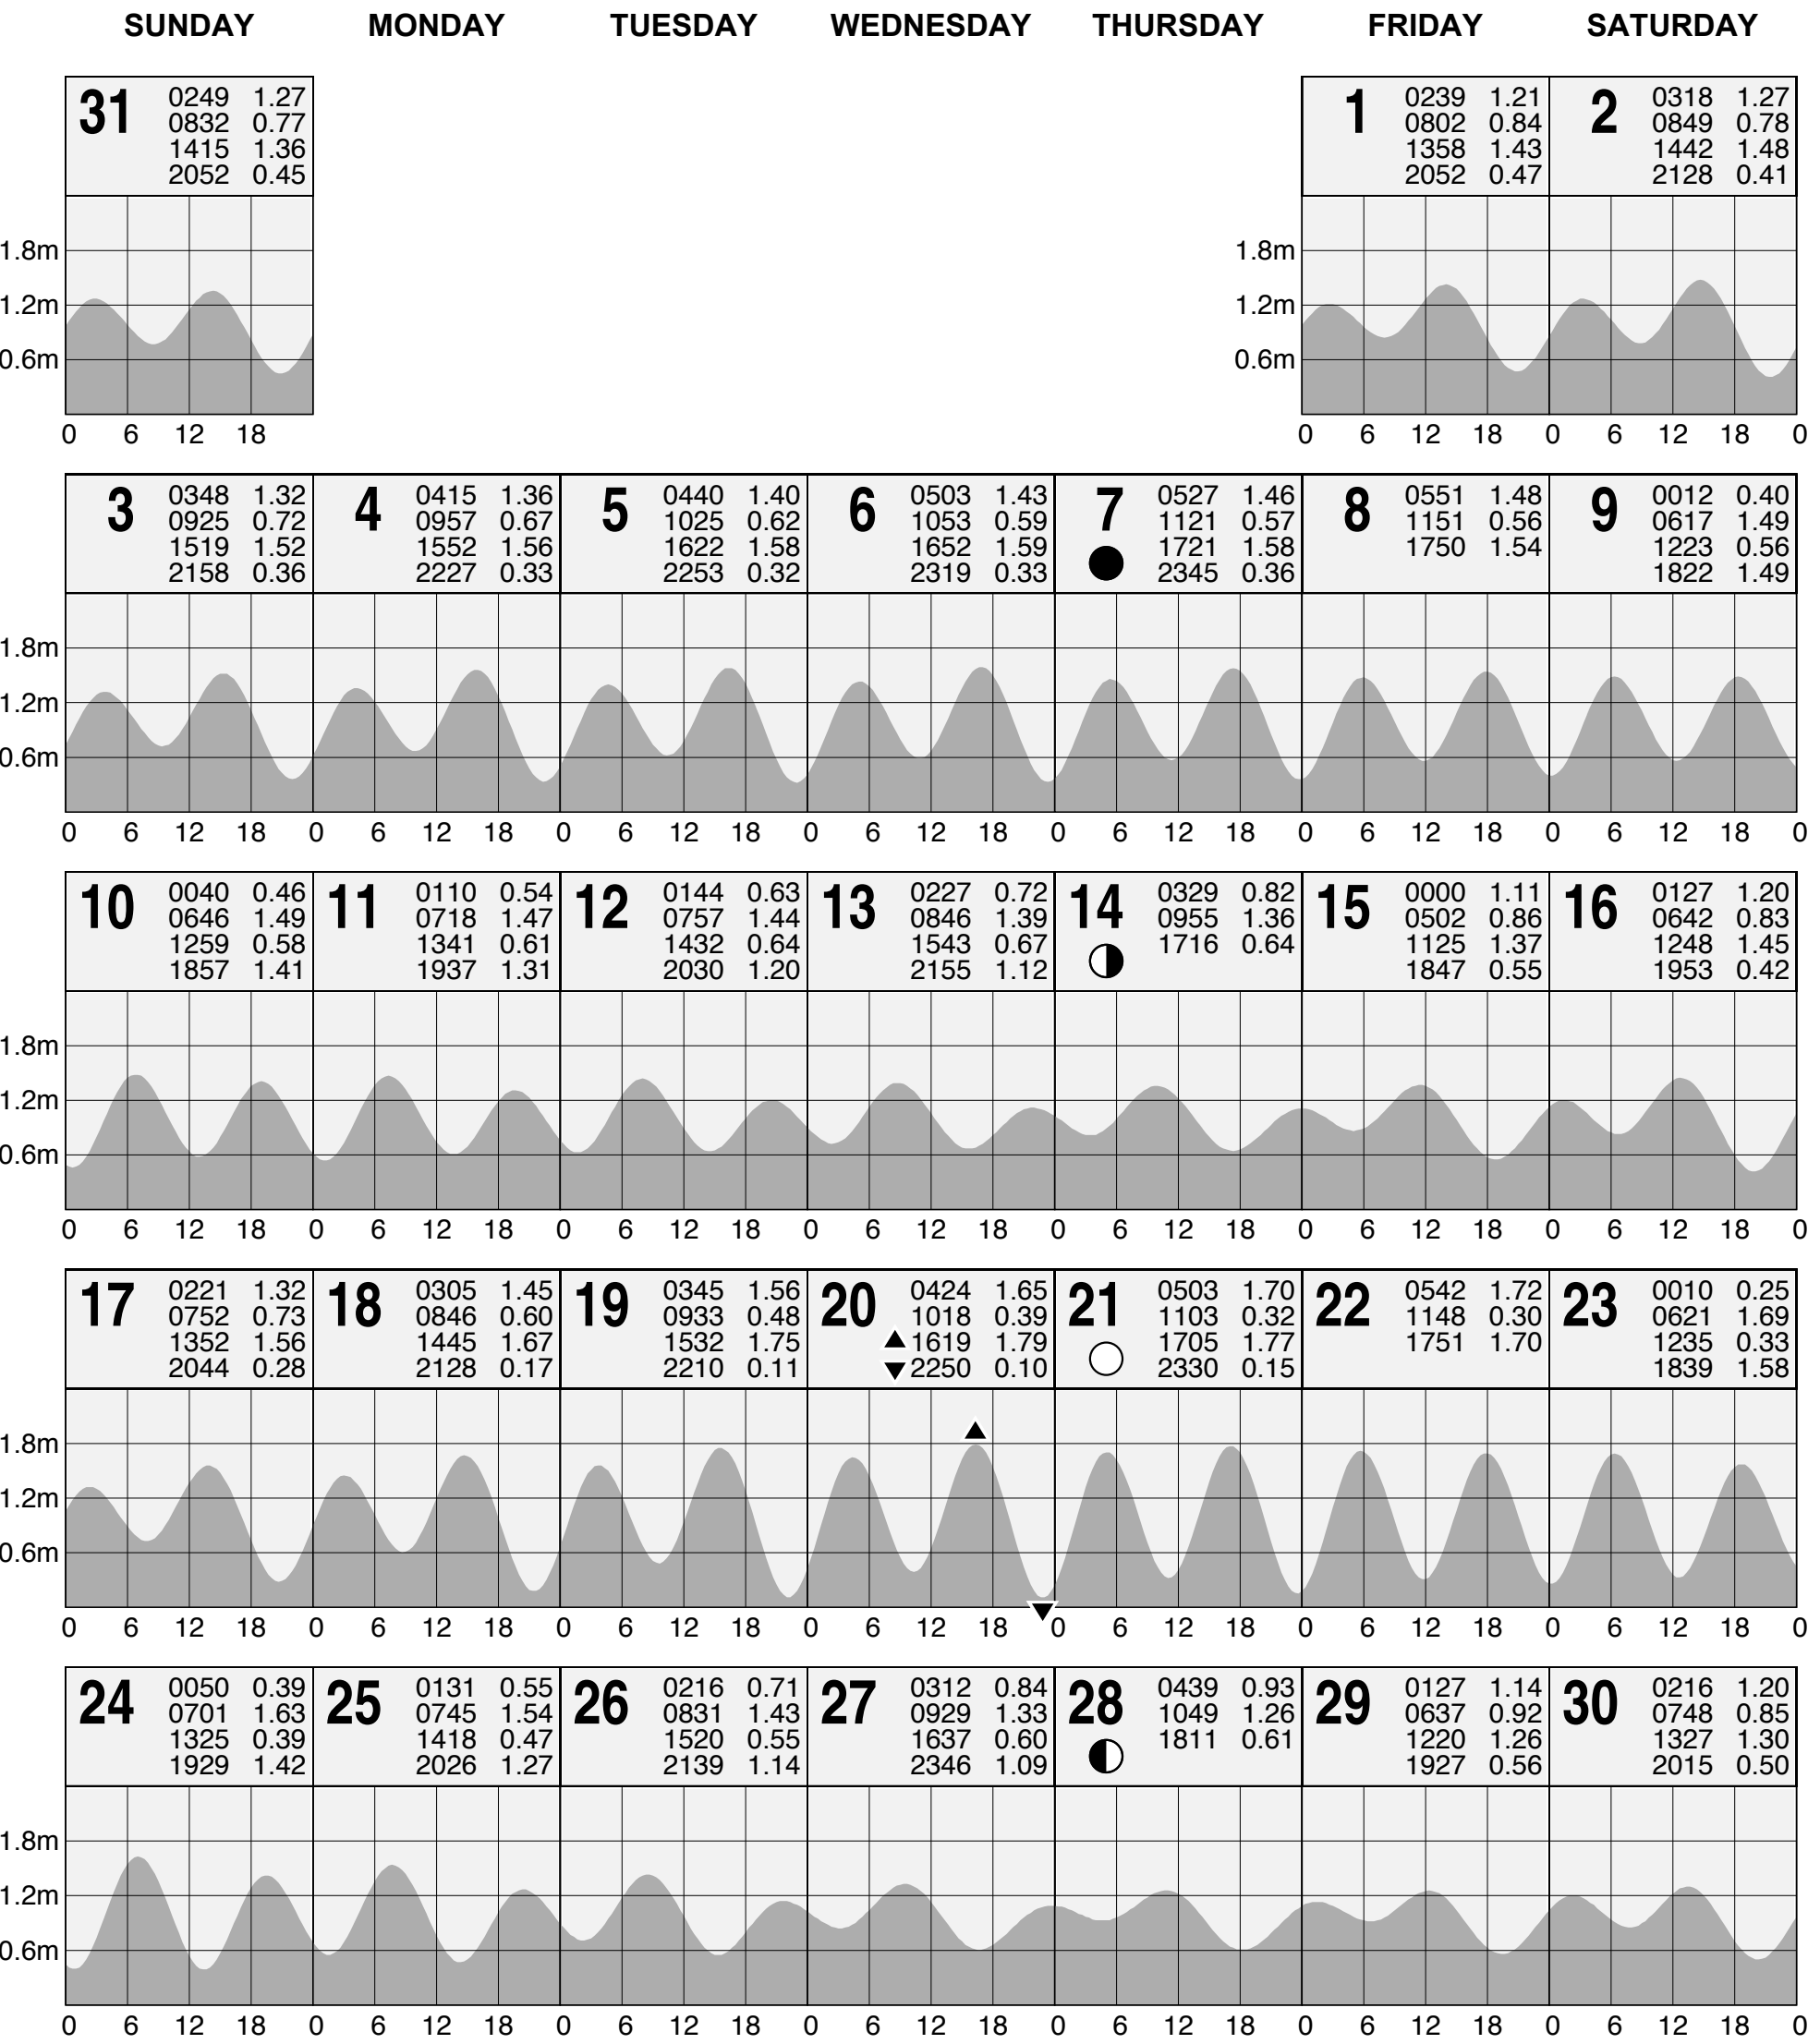 SUNDAY MONDAY TUESDAY WEDNESDAY THURSDAY FRIDAY SATURDAY
31 0249 1.27
0832 0.77
1415 1.36
2052 0.45
1 0239 1.21
0802 0.84
1358 1.43
2052 0.47
2 0318 1.27
0849 0.78
1442 1.48
2128 0.41
1.8m 1.8m
1.2m 1.2m
0.6m 0.6m
0 6 12 18 0 6 12 18 0 6 12 18 0
3 0348 1.32
0925 0.72
1519 1.52
2158 0.36
4 0415 1.36
0957 0.67
1552 1.56
2227 0.33
5 0440 1.40
1025 0.62
1622 1.58
2253 0.32
6 0503 1.43
1053 0.59
1652 1.59
2319 0.33
7 0527 1.46
1121 0.57
1721 1.58
2345 0.36
8 0551 1.48
1151 0.56
1750 1.54
9 0012 0.40
0617 1.49
1223 0.56
1822 1.49
1.8m
1.2m
0.6m
0 6 12 18 0 6 12 18 0 6 12 18 0 6 12 18 0 6 12 18 0 6 12 18 0 6 12 18 0
10 0040 0.46
0646 1.49
1259 0.58
1857 1.41
11 0110 0.54
0718 1.47
1341 0.61
1937 1.31
12 0144 0.63
0757 1.44
1432 0.64
2030 1.20
13 0227 0.72
0846 1.39
1543 0.67
2155 1.12
14 0329 0.82
0955 1.36
1716 0.64
15 0000 1.11
0502 0.86
1125 1.37
1847 0.55
16 0127 1.20
0642 0.83
1248 1.45
1953 0.42
1.8m
1.2m
0.6m
0 6 12 18 0 6 12 18 0 6 12 18 0 6 12 18 0 6 12 18 0 6 12 18 0 6 12 18 0
17 0221 1.32
0752 0.73
1352 1.56
2044 0.28
18 0305 1.45
0846 0.60
1445 1.67
2128 0.17
19 0345 1.56
0933 0.48
1532 1.75
2210 0.11
20 0424 1.65
1018 0.39
1619 1.79
2250 0.10
21 0503 1.70
1103 0.32
1705 1.77
2330 0.15
22 0542 1.72
1148 0.30
1751 1.70
23 0010 0.25
0621 1.69
1235 0.33
1839 1.58
1.8m
1.2m
0.6m
0 6 12 18 0 6 12 18 0 6 12 18 0 6 12 18 0 6 12 18 0 6 12 18 0 6 12 18 0
24 0050 0.39
0701 1.63
1325 0.39
1929 1.42
25 0131 0.55
0745 1.54
1418 0.47
2026 1.27
26 0216 0.71
0831 1.43
1520 0.55
2139 1.14
27 0312 0.84
0929 1.33
1637 0.60
2346 1.09
28 0439 0.93
1049 1.26
1811 0.61
29 0127 1.14
0637 0.92
1220 1.26
1927 0.56
30 0216 1.20
0748 0.85
1327 1.30
2015 0.50
1.8m
1.2m
0.6m
0 6 12 18 0 6 12 18 0 6 12 18 0 6 12 18 0 6 12 18 0 6 12 18 0 6 12 18 0